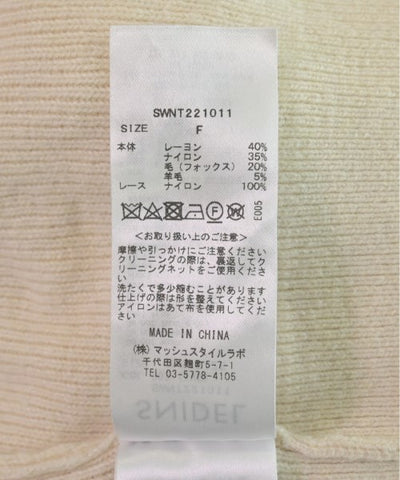 SWNT221011
SIZE F
本体 レーヨン 40%
ナイロン 35%
毛(フォックス) 20%
羊毛 5%
レース ナイロン 100%
E005
<お取り扱い上のご注意>
摩擦や引っかけにご注意ください
クリーニングの際は、裏返してク
リーニングネットをご使用くださ
い
洗たくで多少縮むことがあります
仕上げの際は形を整えてください
アイロンはあて布を使用してください
MADE IN CHINA
(株)マッシュスタイルラボ
千代田区麹町5-7-1
TEL 03-5778-4105
SWNT221011
SNIDEL